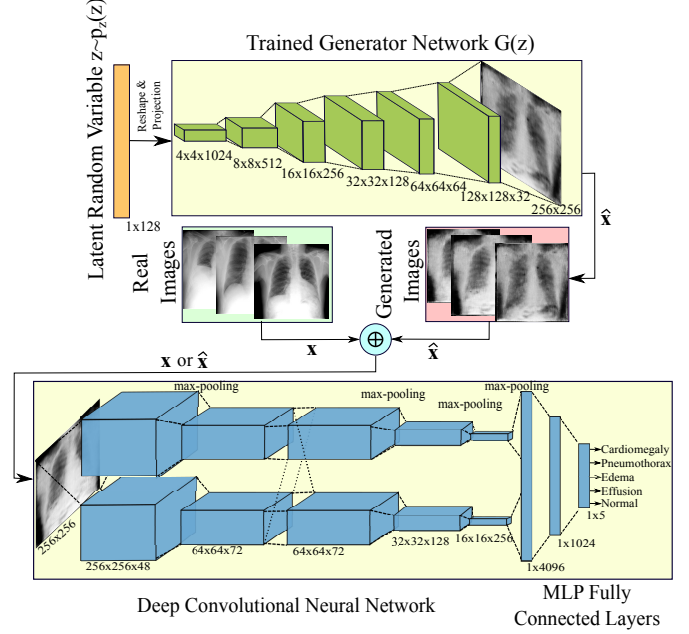 Trained Generator Network G(z)
Latent Random Variable z~p_z(z)
Reshape &
Projection
4x4x1024
8x8x512
16x16x256
32x32x128
64x64x64
128x128x32
256x256
1x128
x̂
Real
Images
Generated
Images
x
x̂
x or x̂
max-pooling
max-pooling
max-pooling
max-pooling
Cardiomegaly
Pneumothorax
Edema
Effusion
Normal
1x5
1x1024
1x4096
256x256
256x256x48
64x64x72
64x64x72
32x32x128
16x16x256
Deep Convolutional Neural Network
MLP Fully
Connected Layers